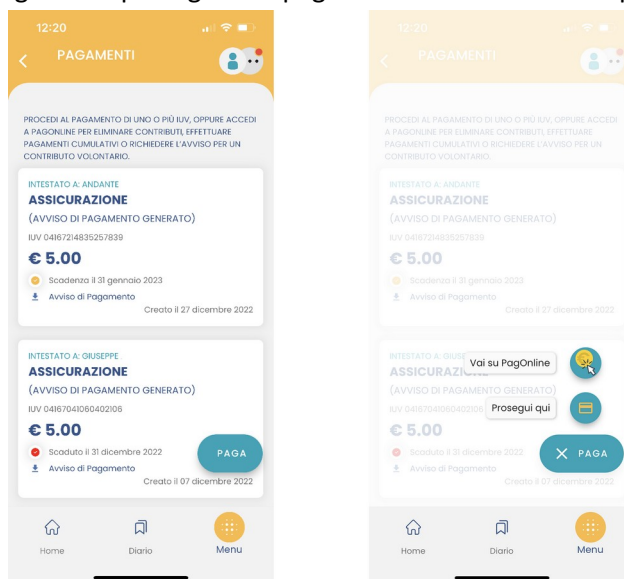 12:20
PAGAMENTI
PROCEDI AL PAGAMENTO DI UNO O PIÙ IUV, OPPURE ACCEDI
A PAGONLINE PER ELIMINARE CONTRIBUTI, EFFETTUARE
PAGAMENTI CUMULATIVI O RICHIEDERE L'AVVISO PER UN
CONTRIBUTO VOLONTARIO.
INTESTATO A: ANDANTE
ASSICURAZIONE
(AVVISO DI PAGAMENTO GENERATO)
IUV 04167214835257839
€ 5.00
Scadenza il 31 gennaio 2023
Avviso di Pagamento
Creato il 27 dicembre 2022
INTESTATO A: GIUSEPPE
ASSICURAZIONE
(AVVISO DI PAGAMENTO GENERATO)
IUV 04167041060402106
€ 5.00
Scaduto il 31 dicembre 2022
PAGA
Avviso di Pagamento
Creato il 07 dicembre 2022
Home
Diario
Menu
12:20
PAGAMENTI
PROCEDI AL PAGAMENTO DI UNO O PIÙ IUV, OPPURE ACCEDI
A PAGONLINE PER ELIMINARE CONTRIBUTI, EFFETTUARE
PAGAMENTI CUMULATIVI O RICHIEDERE L'AVVISO PER UN
CONTRIBUTO VOLONTARIO.
INTESTATO A: ANDANTE
ASSICURAZIONE
(AVVISO DI PAGAMENTO GENERATO)
IUV 04167214835257839
€ 5.00
Scadenza il 31 gennaio 2023
Avviso di Pagamento
Creato il 27 dicembre 2022
INTESTATO A:
Vai su PagOnline
(AVVISO DI PAGAMENTO GENERATO)
IUV 04167041060402106
Prosegui qui
€ 5.00
Scaduto il 31 dicembre 2022
PAGA
Avviso di Pagamento
Creato il 07 dicembre 2022
Home
Diario
Menu